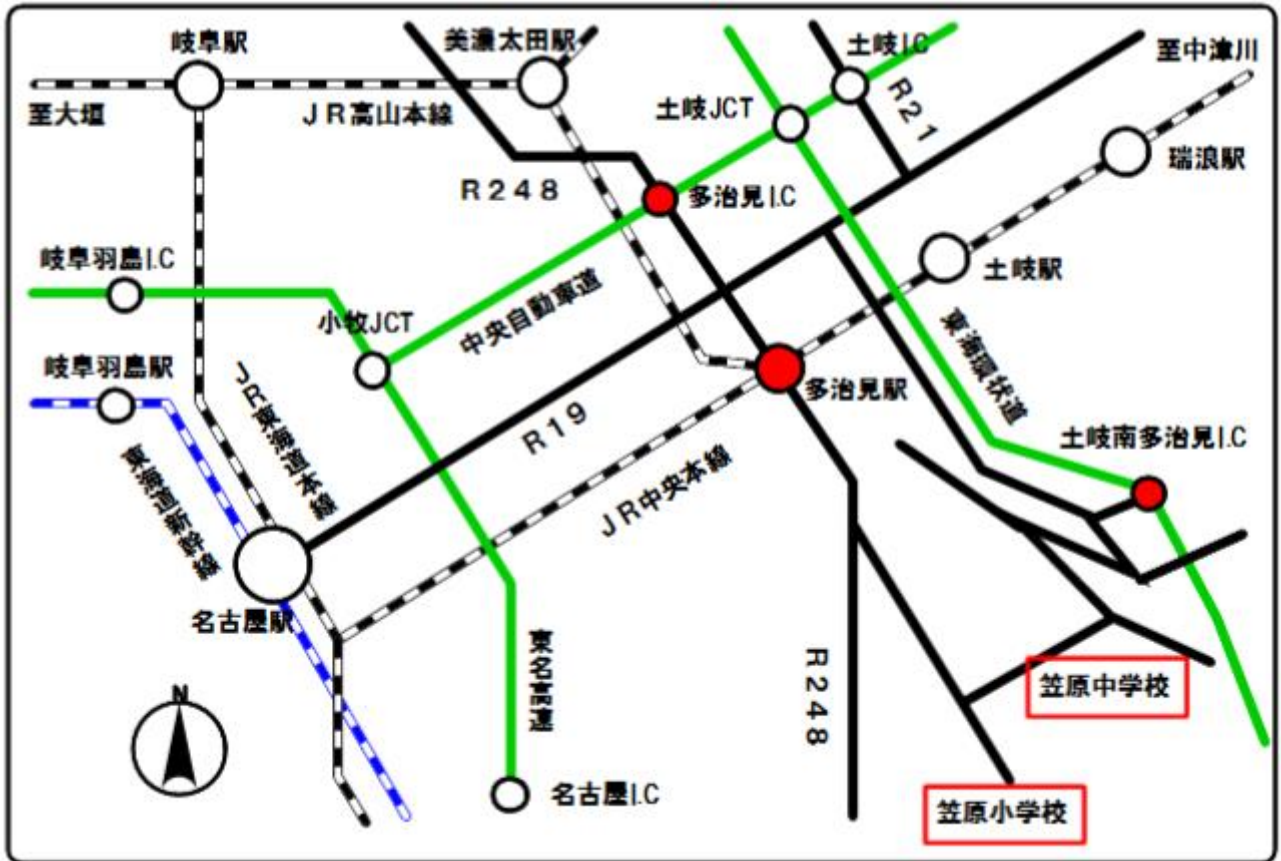 岐阜駅
美濃太田駅
土岐I.C
至中津川
至大垣
JR高山本線
土岐JCT
R21
瑞浪駅
R248
多治見I.C
岐阜羽島I.C
土岐駅
小牧JCT
中央自動車道
岐阜羽島駅
JR東海道本線
R19
多治見駅
東海環状道
土岐南多治見I.C
東海道新幹線
JR中央本線
名古屋駅
東名高速
R248
笠原中学校
N
名古屋I.C
笠原小学校